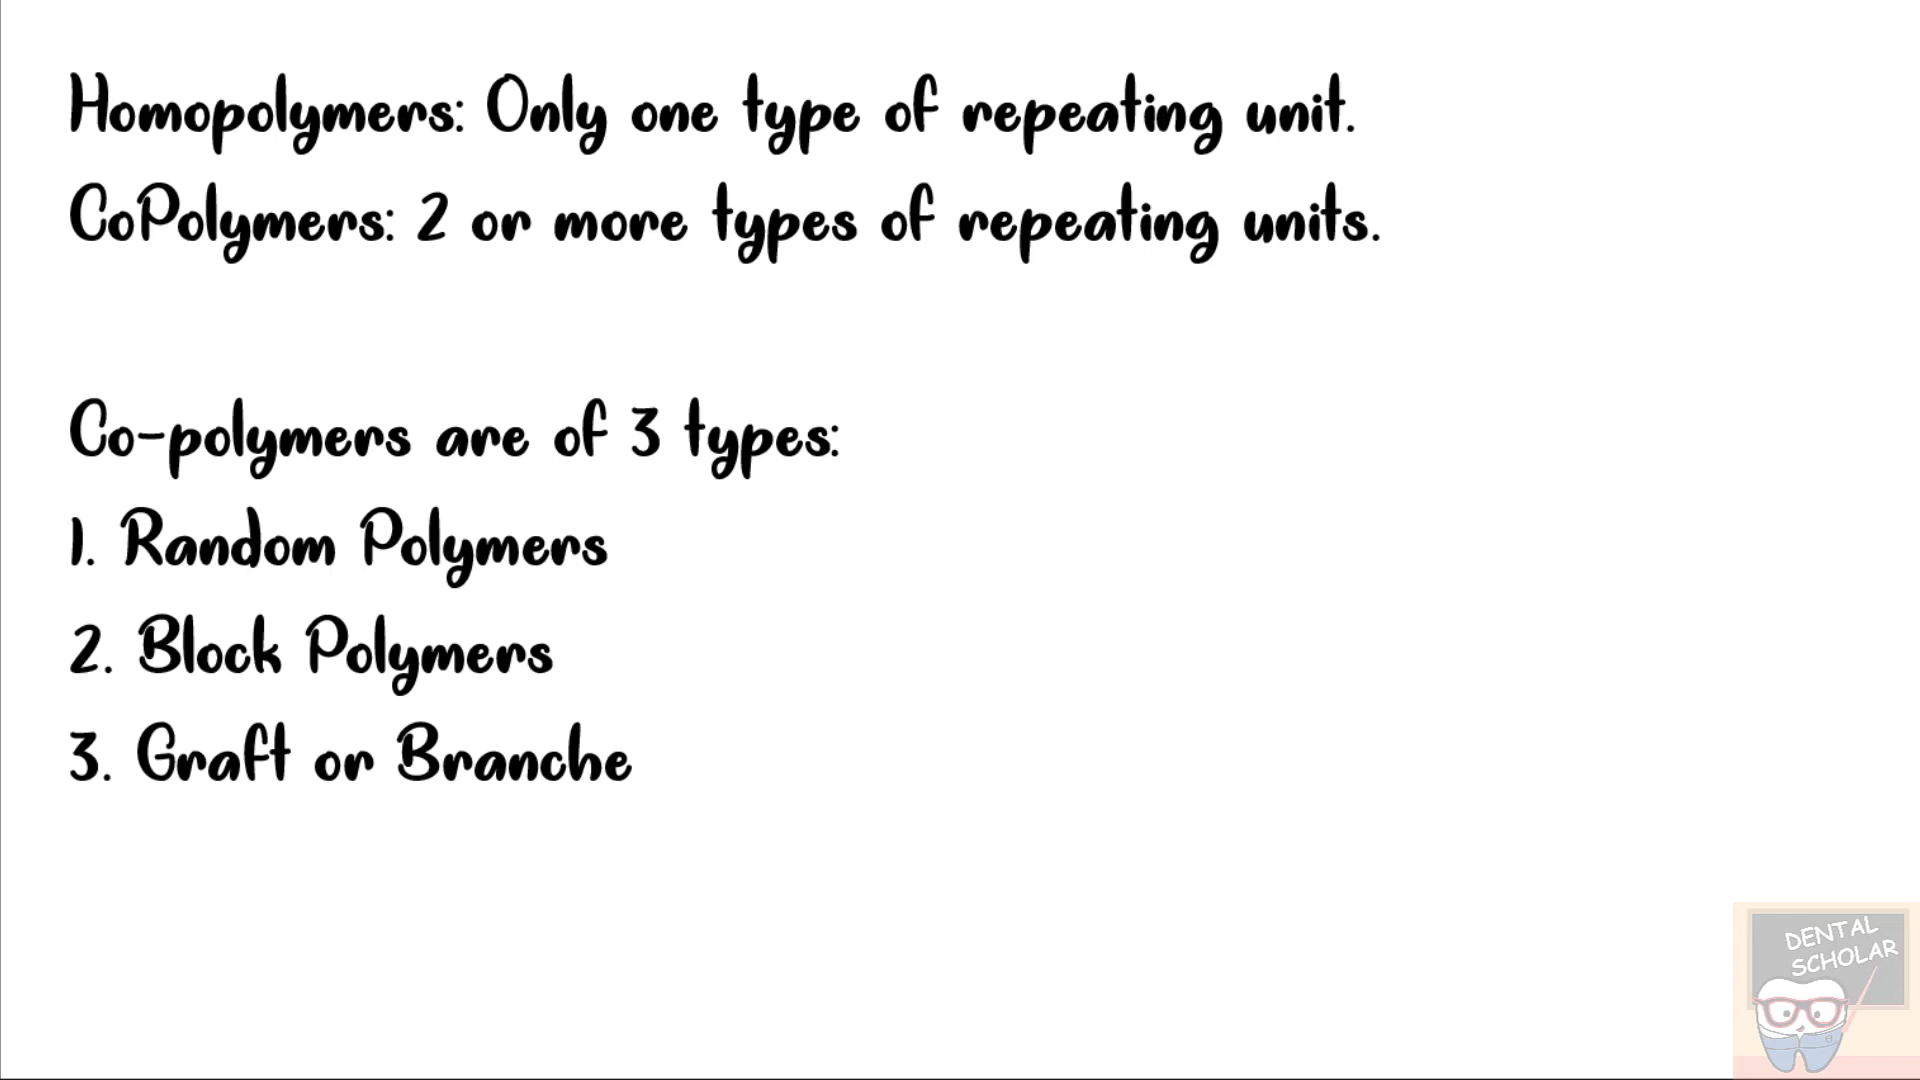 Homopolymers: Only one type of repeating unit.
CoPolymers: 2 or more types of repeating units.
Co-polymers are of 3 types:
1. Random Polymers
2. Block Polymers
3. Graft or Branche
DENTAL
SCHOLAR